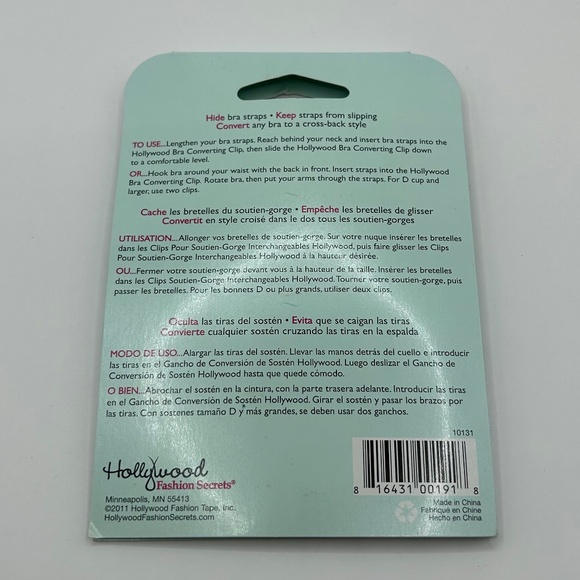 Hide bra straps • Keep straps from slipping
Convert any bra to a cross-back style
TO USE...Lengthen your bra straps. Reach behind your neck and insert bra straps into the
Hollywood Bra Converting Clip, then slide the Hollywood Bra Converting Clip down
to a comfortable level.
OR...Hook bra around your waist with the back in front. Insert straps into the Hollywood
Bra Converting Clip. Rotate bra, then put your arms through the straps. For D cup and
larger, use two clips.
Cache les bretelles du soutien-gorge • Empêche les bretelles de glisser
Convertit en style croisé dans le dos tous les soutien-gorges
UTILISATION...Allonger vos bretelles de soutien-gorge. Sur votre nuque insérer les bretelles
dans les Clips Pour Soutien-Gorge Interchangeables Hollywood, puis faire glisser les Clips
Pour Soutien-Gorge Interchangeables Hollywood à la hauteur désirée.
OU...Fermer votre soutien-gorge devant vous à la hauteur de la taille. Insérer les bretelles
dans les Clips Soutien-Gorge Interchangeables Hollywood. Tourner votre soutien-gorge, puis
passer les bretelles. Pour les bonnets D ou plus grands, utiliser deux clips.
Oculta las tiras del sostén • Evita que se caigan las tiras
Convierte cualquier sostén cruzando las tiras en la espalda
MODO DE USO...Alargar las tiras del sostén. Llevar las manos detrás del cuello e introducir
las tiras en el Gancho de Conversión de Sostén Hollywood. Luego deslizar el Gancho de
Conversión de Sostén Hollywood hasta que quede cómodo.
O BIEN...Abrochar el sostén en la cintura, con la parte trasera adelante. Introducir las tiras
en el Gancho de Conversión de Sostén Hollywood. Girar el sostén y pasar los brazos por
las tiras. Con sostenes tamaño D y más grandes, se deben usar dos ganchos.
10131
Hollywood
Fashion Secrets®
Minneapolis, MN 55413
©2011 Hollywood Fashion Tape, Inc.
HollywoodFashionSecrets.com
8 16431 00191 8
Made in China
Fabriqué en Chine
Hecho en China